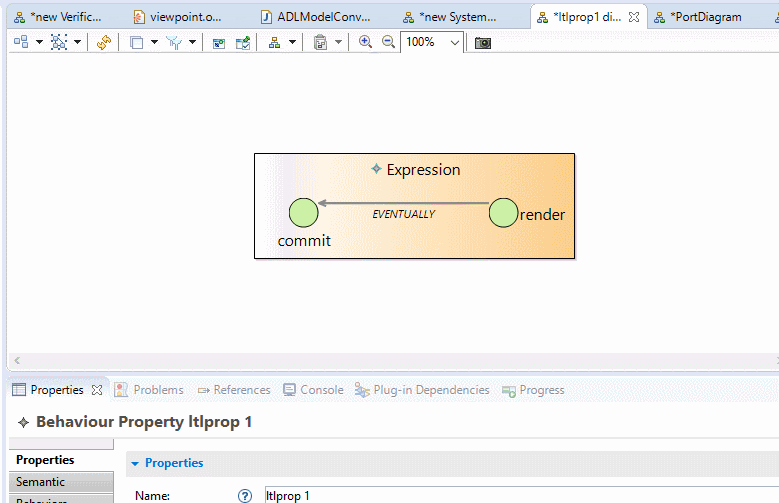 *new Verific...
viewpoint.o...
ADLModelConv...
*new System...
*ltlprop1 di...
*PortDiagram
100%
Expression
EVENTUALLY
render
commit
Properties
Problems
References
Console
Plug-in Dependencies
Progress
Behaviour Property ltlprop 1
Properties
Properties
Semantic
Name:
ltlprop 1
Behaviors